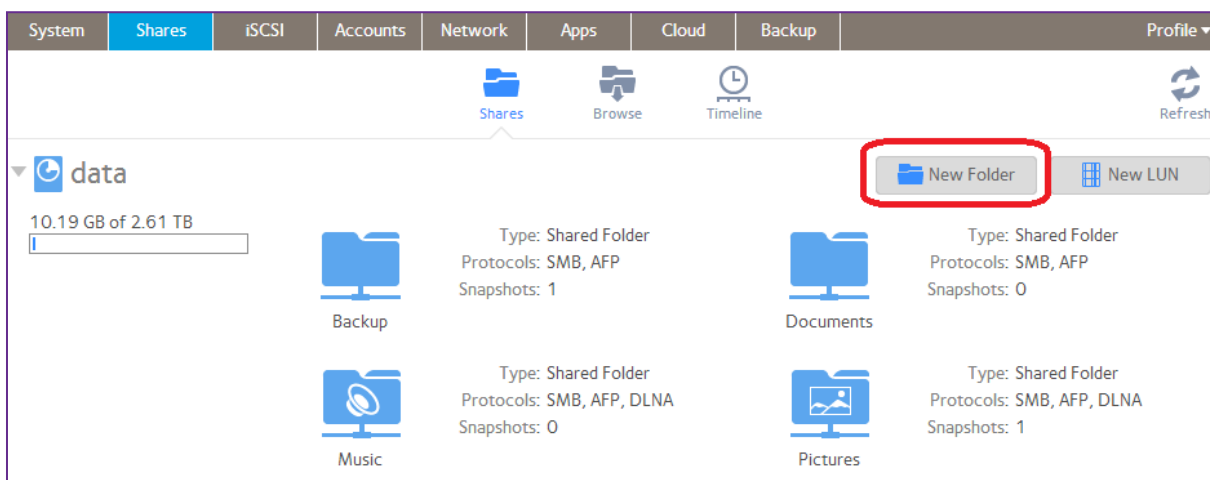 System Shares iSCSI Accounts Network Apps Cloud Backup Profile
Shares Browse Timeline Refresh
data New Folder New LUN
10.19 GB of 2.61 TB
Type: Shared Folder
Protocols: SMB, AFP
Snapshots: 1
Backup
Type: Shared Folder
Protocols: SMB, AFP
Snapshots: 0
Documents
Type: Shared Folder
Protocols: SMB, AFP, DLNA
Snapshots: 0
Music
Type: Shared Folder
Protocols: SMB, AFP, DLNA
Snapshots: 1
Pictures